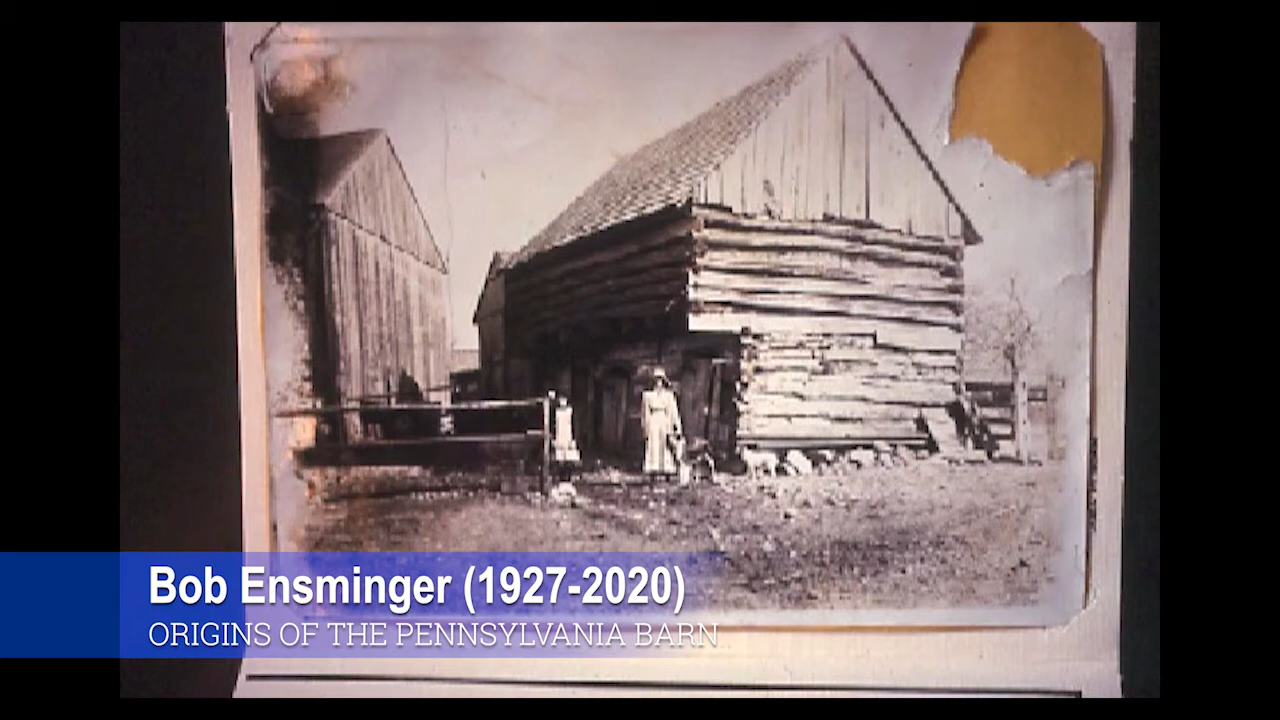 Bob Ensminger (1927-2020)
ORIGINS OF THE PENNSYLVANIA BARN